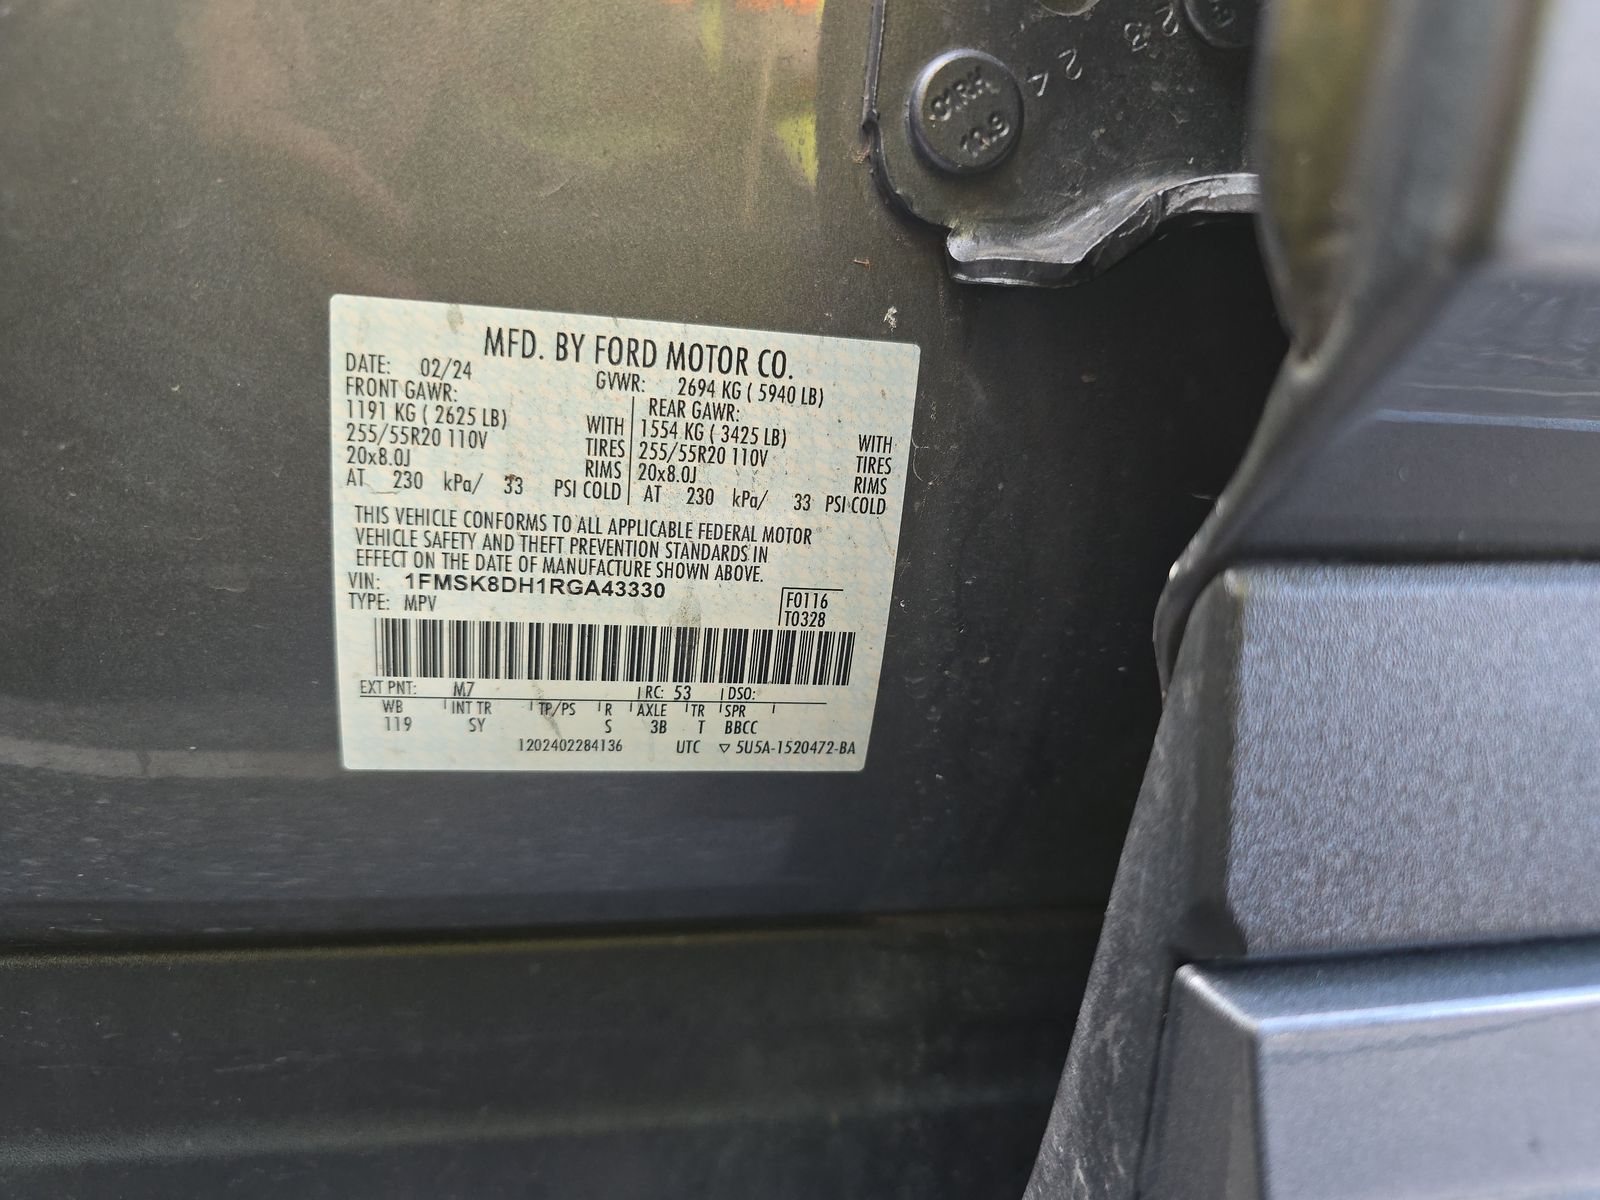 01RH
10.9
2 4
MFD. BY FORD MOTOR CO.
DATE: 02/24 GVWR: 2694 KG ( 5940 LB)
FRONT GAWR: REAR GAWR:
1191 KG ( 2625 LB) WITH 1554 KG ( 3425 LB) WITH
255/55R20 110V TIRES 255/55R20 110V TIRES
20x8.0J RIMS 20x8.0J RIMS
AT 230 kPa/ 33 PSI COLD AT 230 kPa/ 33 PSI COLD
THIS VEHICLE CONFORMS TO ALL APPLICABLE FEDERAL MOTOR
VEHICLE SAFETY AND THEFT PREVENTION STANDARDS IN
EFFECT ON THE DATE OF MANUFACTURE SHOWN ABOVE.
VIN: 1FMSK8DH1RGA43330
TYPE: MPV
F0116
T0328
EXT PNT: M7 RC: 53 DSO:
WB INT TR TP/PS R AXLE TR SPR
119 SY S 3B T BBCC
1202402284136 UTC ▽ 5U5A-1520472-BA